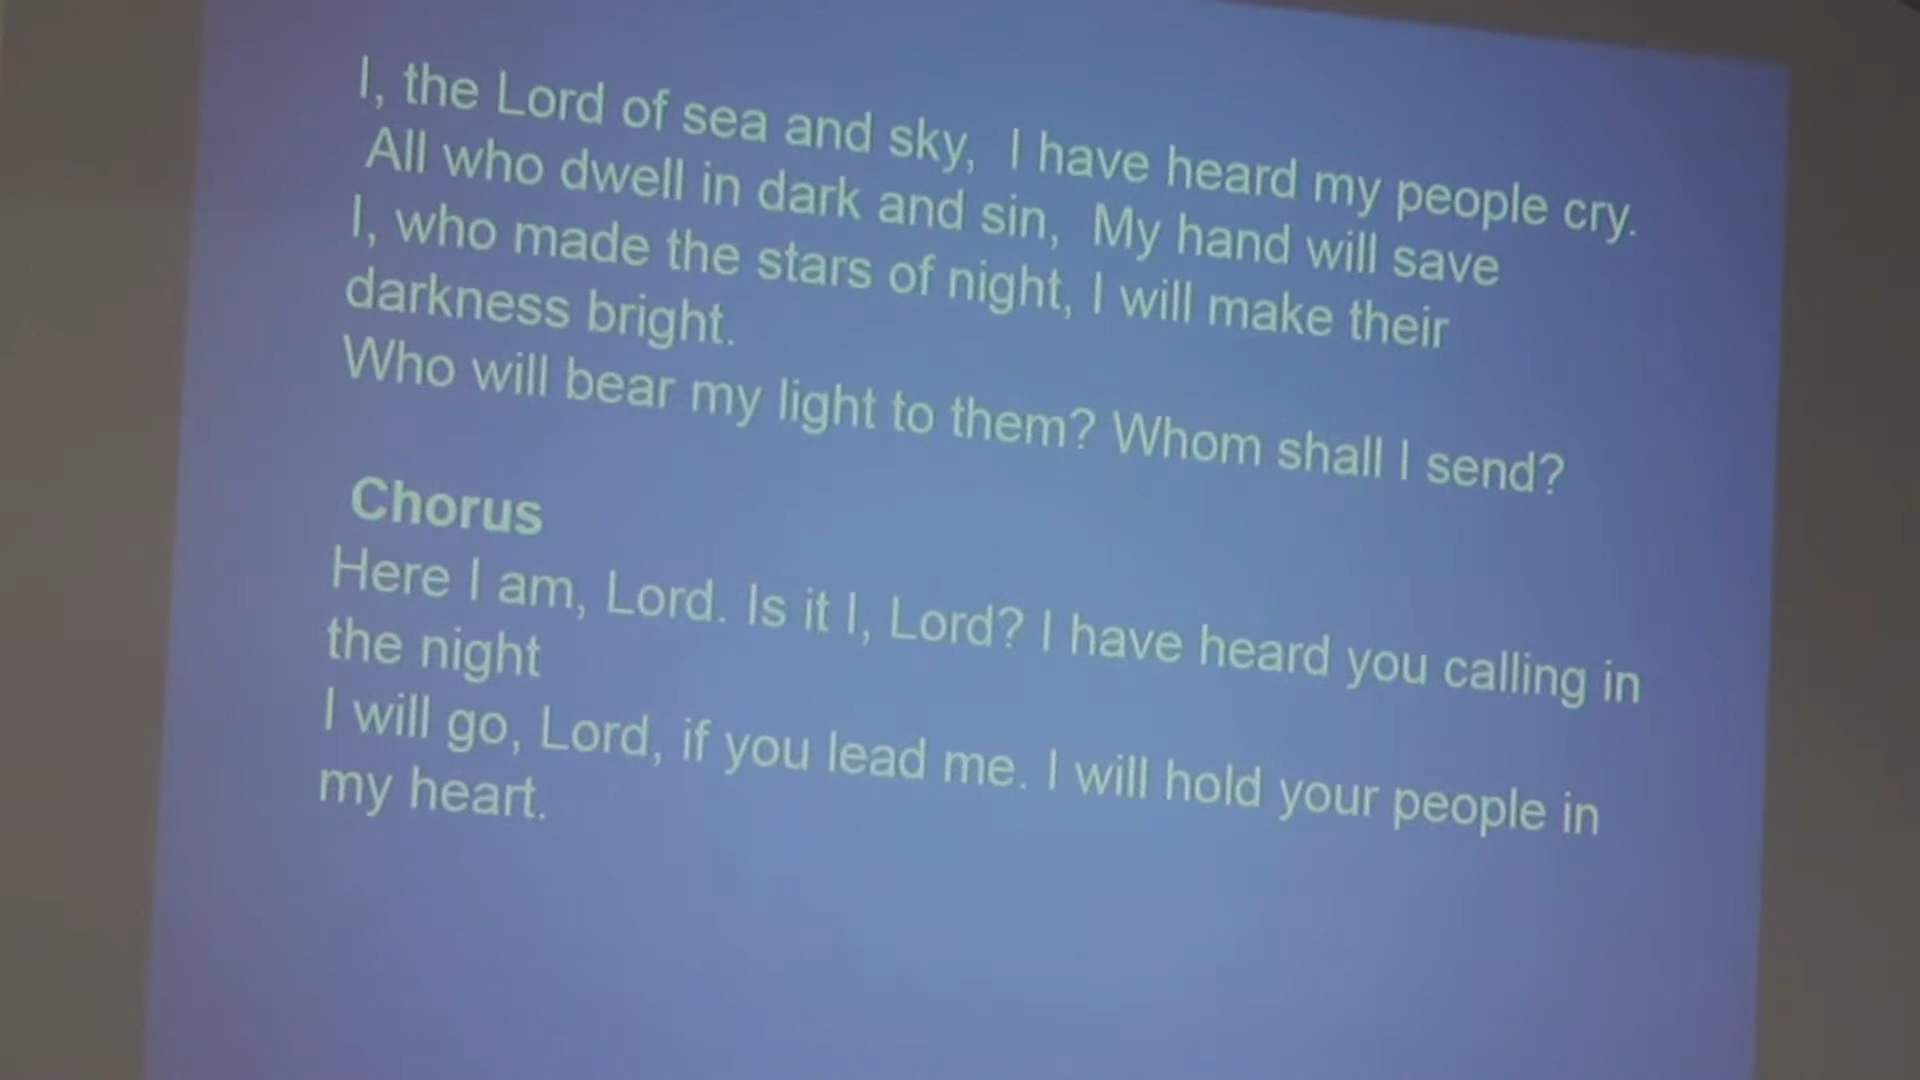 I, the Lord of sea and sky, I have heard my people cry.
All who dwell in dark and sin, My hand will save
I, who made the stars of night, I will make their
darkness bright.
Who will bear my light to them? Whom shall I send?
Chorus
Here I am, Lord. Is it I, Lord? I have heard you calling in
the night
I will go, Lord, if you lead me. I will hold your people in
my heart.